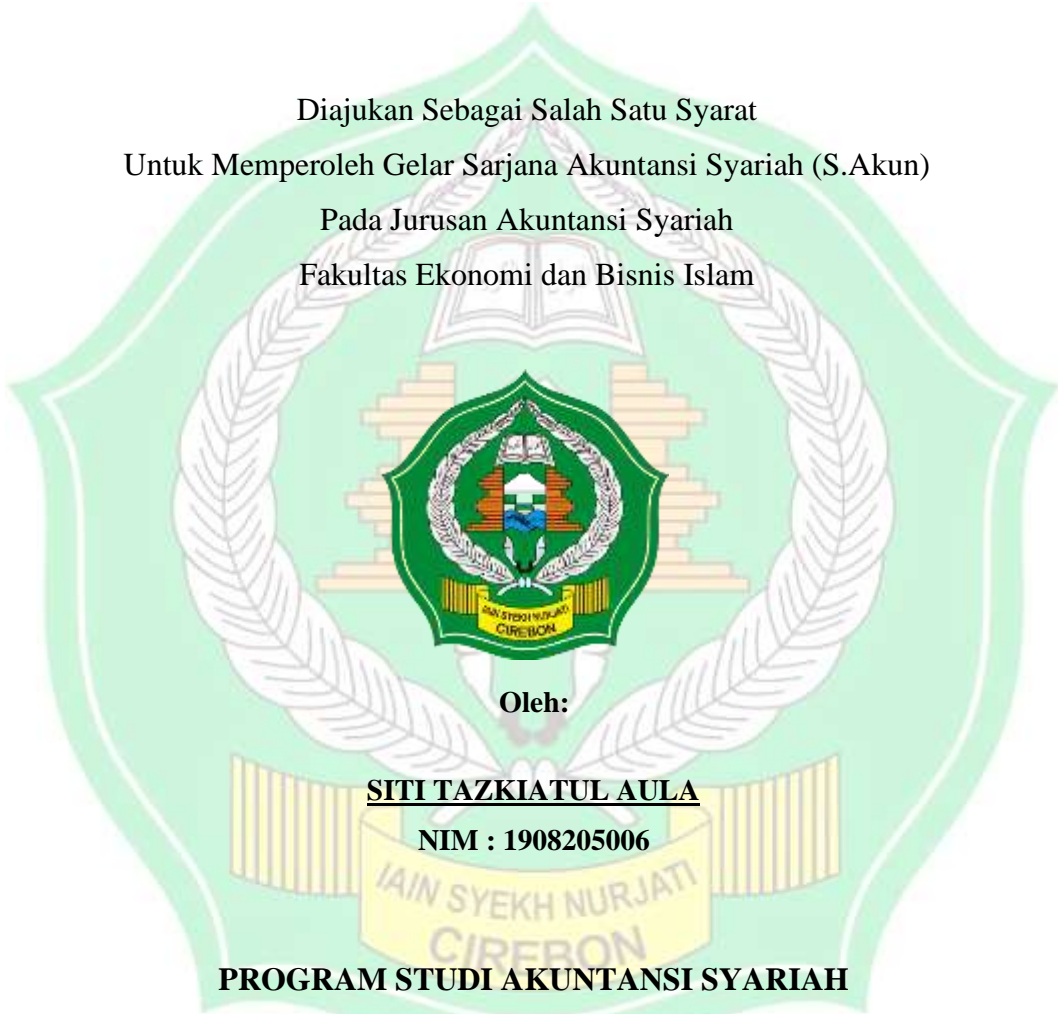 Diajukan Sebagai Salah Satu Syarat
Untuk Memperoleh Gelar Sarjana Akuntansi Syariah (S.Akun)
Pada Jurusan Akuntansi Syariah
Fakultas Ekonomi dan Bisnis Islam
IAIN SYEKH NURJATI
CIREBON
Oleh:
SITI TAZKIATUL AULA
NIM : 1908205006
IAIN SYEKH NURJATI
CIREBON
PROGRAM STUDI AKUNTANSI SYARIAH